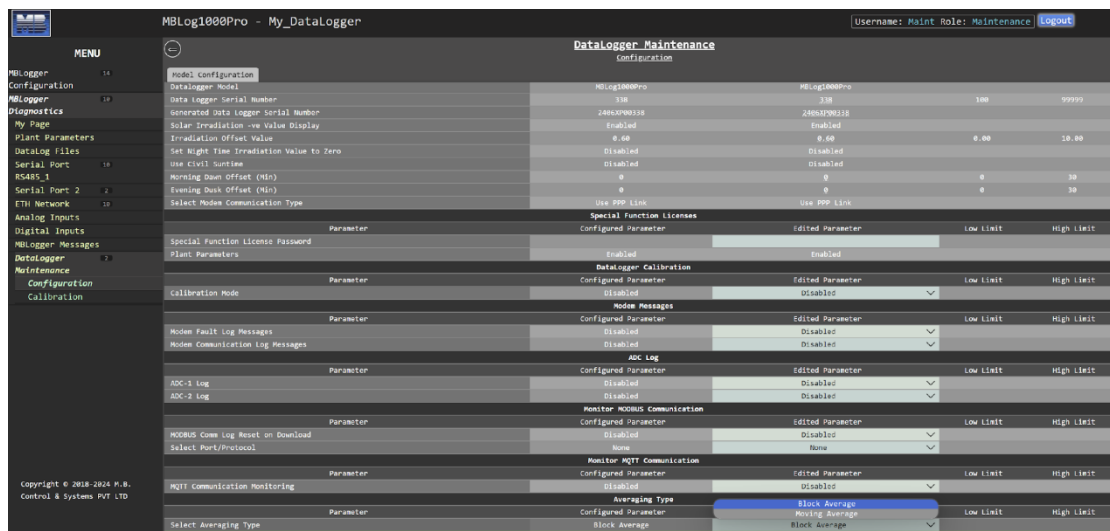 MBLog1000Pro - My_DataLogger
Username: Maint Role: Maintenance Logout
MENU
MBLogger Configuration 14
MBLogger Diagnostics 10
My Page
Plant Parameters
DataLog Files
Serial Port RS485_1 10
Serial Port 2 2
ETH Network 10
Analog Inputs
Digital Inputs
MBLogger Messages
DataLogger Maintenance 2
Configuration
Calibration
Copyright © 2018-2024 M.B.
Control & Systems PVT LTD
DataLogger Maintenance
Configuration
Model Configuration
Datalogger Model MBLog1000Pro MBLog1000Pro
Data Logger Serial Number 338 338 100 99999
Generated Data Logger Serial Number 2406XP00338 2406XP00338
Solar Irradiation -ve Value Display Enabled Enabled
Irradiation Offset Value 0.60 0.60 0.00 10.00
Set Night Time Irradiation Value to Zero Disabled Disabled
Use Civil Suntime Disabled Disabled
Morning Dawn Offset (Min) 0 0 0 30
Evening Dusk Offset (Min) 0 0 0 30
Select Modem Communication Type Use PPP Link Use PPP Link
Special Function Licenses
Parameter Configured Parameter Edited Parameter Low Limit High Limit
Special Function License Password
Plant Parameters Enabled Enabled
DataLogger Calibration
Parameter Configured Parameter Edited Parameter Low Limit High Limit
Calibration Mode Disabled Disabled
Modem Messages
Parameter Configured Parameter Edited Parameter Low Limit High Limit
Modem Fault Log Messages Disabled Disabled
Modem Communication Log Messages Disabled Disabled
ADC Log
Parameter Configured Parameter Edited Parameter Low Limit High Limit
ADC-1 Log Disabled Disabled
ADC-2 Log Disabled Disabled
Monitor MODBUS Communication
Parameter Configured Parameter Edited Parameter Low Limit High Limit
MODBUS Comm Log Reset on Download Disabled Disabled
Select Port/Protocol None None
Monitor MQTT Communication
Parameter Configured Parameter Edited Parameter Low Limit High Limit
MQTT Communication Monitoring Disabled Disabled
Averaging Type
Block Average
Parameter Configured Parameter Moving Average Low Limit High Limit
Select Averaging Type Block Average Block Average